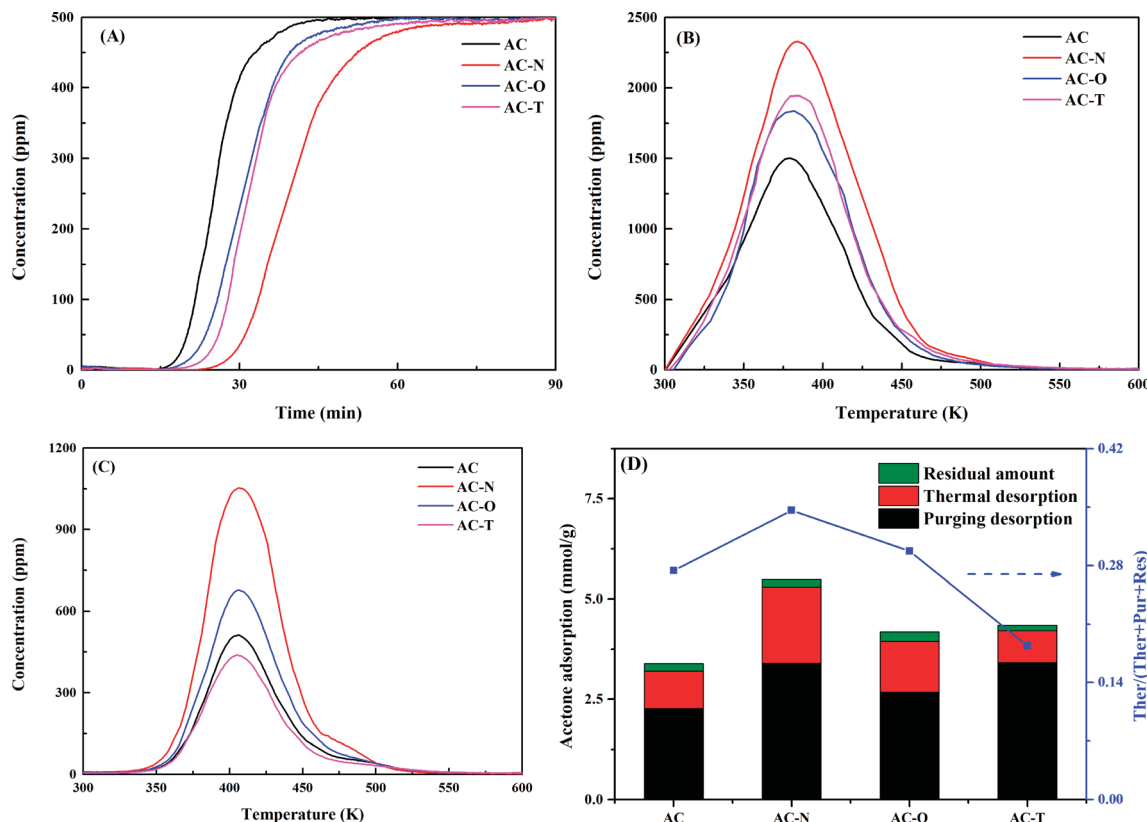 (A)
AC
AC-N
AC-O
AC-T
500
400
300
200
100
0
Concentration (ppm)
0 30 60 90
Time (min)
(B)
AC
AC-N
AC-O
AC-T
2500
2000
1500
1000
500
0
Concentration (ppm)
300 350 400 450 500 550 600
Temperature (K)
(C)
AC
AC-N
AC-O
AC-T
1200
900
600
300
0
Concentration (ppm)
300 350 400 450 500 550 600
Temperature (K)
(D)
Residual amount
Thermal desorption
Purging desorption
7.5
5.0
2.5
0.0
Acetone adsorption (mmol/g)
0.42
0.28
0.14
0.00
Ther/(Ther+Pur+Res)
AC AC-N AC-O AC-T